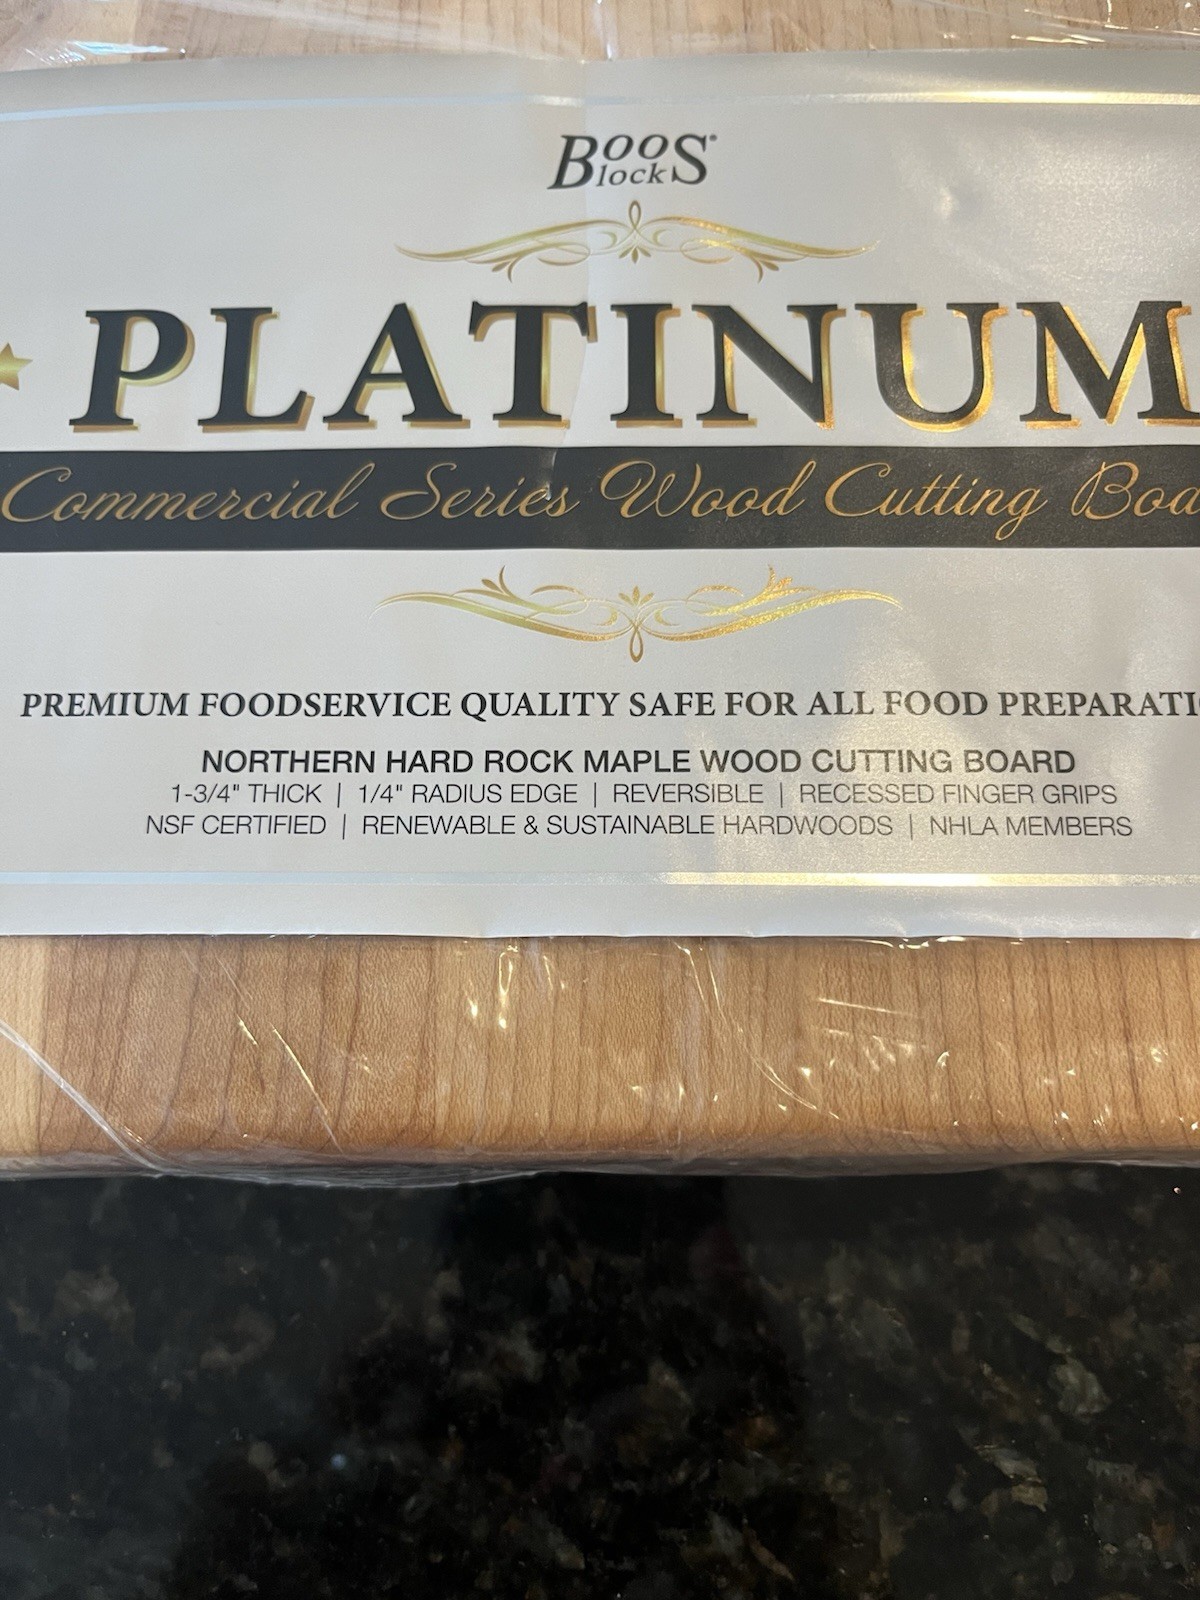 Boos Blocks
PLATINUM
Commercial Series Wood Cutting
PREMIUM FOODSERVICE QUALITY SAFE FOR ALL FOOD
NORTHERN HARD ROCK MAPLE WOOD CUTTING BOARD
1-3/4" THICK | 1/4" RADIUS EDGE | REVERSIBLE | RECESSED FINGER GRIPS
NSF CERTIFIED | RENEWABLE & SUSTAINABLE HARDWOODS | NHLA MEMBERS